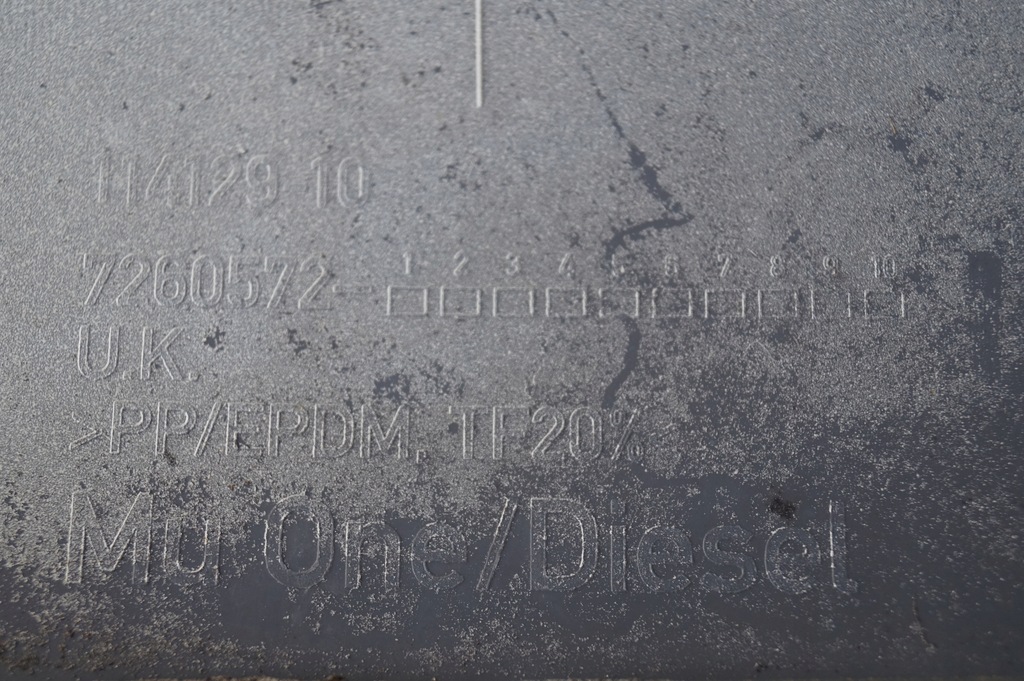 114129 10
1 2 3 4 5 6 7 8 9 10
7260572
U.K.
>PP/EPDM, TF20%
Mu One/Diesel